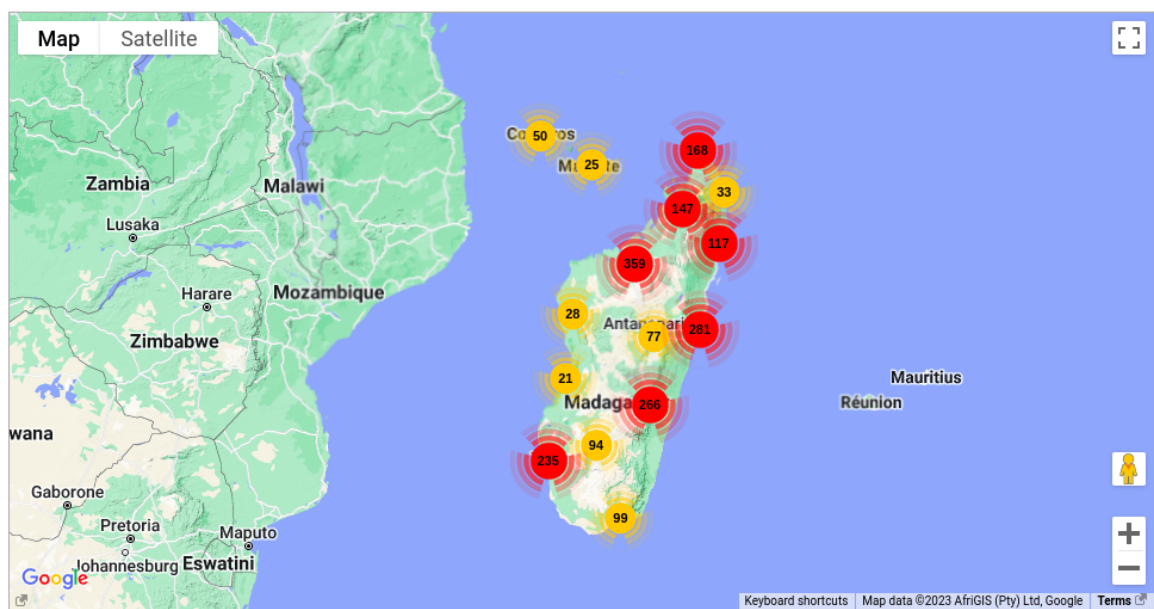 Map
Satellite
50
25
168
33
147
117
359
28
77
281
21
266
94
235
99
Zambia
Malawi
Lusaka
Harare
Mozambique
Zimbabwe
Mauritius
Réunion
wana
Gaborone
Pretoria
Maputo
Johannesburg
Eswatini
Google
Keyboard shortcuts
Map data ©2023 AfriGIS (Pty) Ltd, Google
Terms